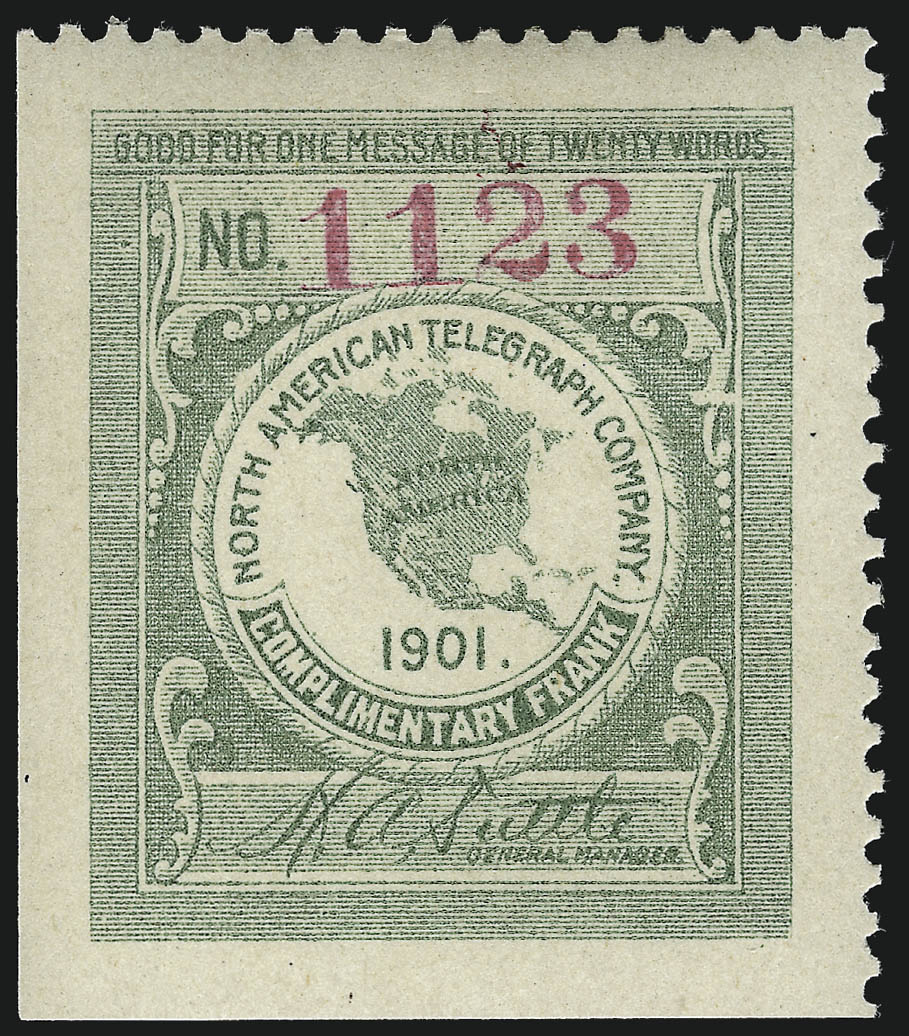 GOOD FOR ONE MESSAGE OF TWENTY WORDS.
NO. 1123
NORTH AMERICAN TELEGRAPH COMPANY.
NORTH
AMERICA
1901.
COMPLIMENTARY FRANK
H. A. Tuttle
GENERAL MANAGER.